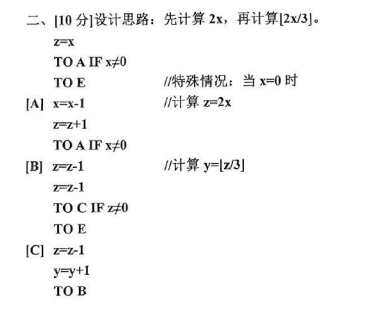 二、[10 分]设计思路：先计算 2x，再计算⌊2x/3⌋。
z=x
TO A IF x≠0
TO E //特殊情况：当 x=0 时
[A] x=x-1 //计算 z=2x
z=z+1
TO A IF x≠0
[B] z=z-1 //计算 y=⌊z/3⌋
z=z-1
TO C IF z≠0
TO E
[C] z=z-1
y=y+1
TO B